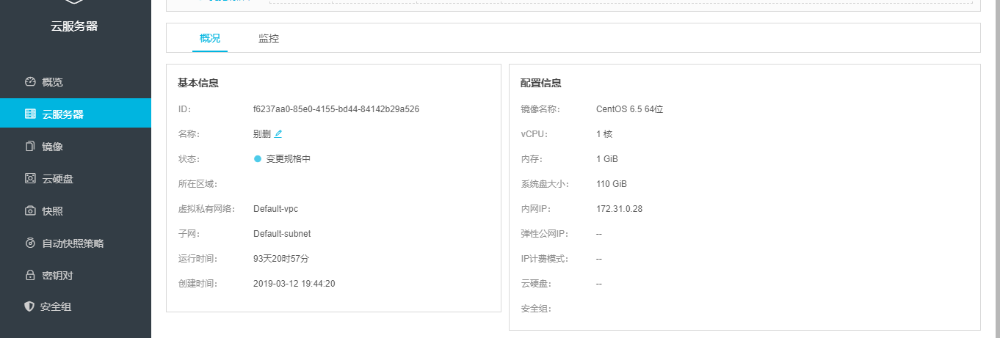 云服务器
概览
云服务器
镜像
云硬盘
快照
自动快照策略
密钥对
安全组
概况 监控
基本信息
ID: f6237aa0-85e0-4155-bd44-84142b29a526
名称: 别删
状态: 变更规格中
所在区域:
虚拟私有网络: Default-vpc
子网: Default-subnet
运行时间: 93天20时57分
创建时间: 2019-03-12 19:44:20
配置信息
镜像名称: CentOS 6.5 64位
vCPU: 1 核
内存: 1 GiB
系统盘大小: 110 GiB
内网IP: 172.31.0.28
弹性公网IP: --
IP计费模式: --
云硬盘: --
安全组: